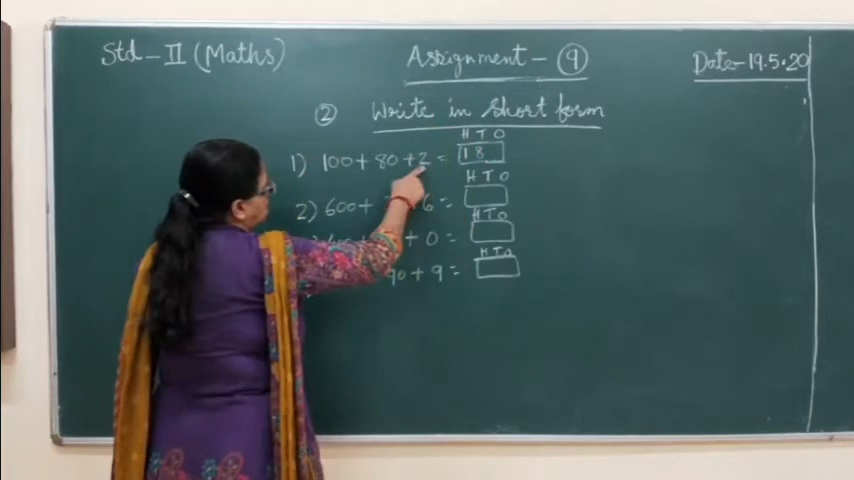 Std-II (Maths)
Assignment-9
Date-19.5.20
② Write in Short form
H T O
1) 100+ 80+2 = 18
H T O
2) 600+ 6=
H T O
+ 0 =
H T O
90+9=